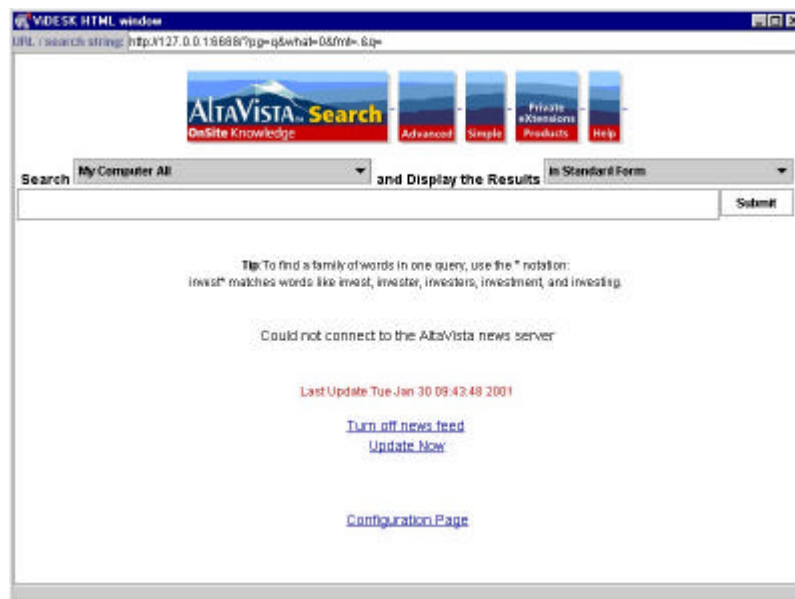 ViDESK HTML window
URL / search string: http://127.0.0.1:6688/?pg=q&what=0&fmt=.&q=
ALTAVISTA Search
OnSite Knowledge
Advanced
Simple
Private eXtensions Products
Help
Search My Computer All and Display the Results in Standard Form
Submit
Tip:To find a family of words in one query, use the * notation:
invest* matches words like invest, invester, investers, investment, and investing.
Could not connect to the AltaVista news server
Last Update Tue Jan 30 09:43:48 2001
Turn off news feed
Update Now
Configuration Page